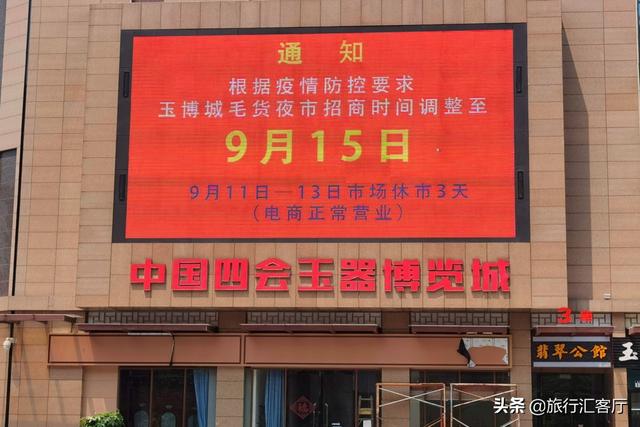 通 知
根据疫情防控要求
玉博城毛货夜市招商时间调整至
9月15日
9月11日—13日市场休市3天
（电商正常营业）
中国四会玉器博览城
翡翠公館
玉
头条 @旅行汇客厅